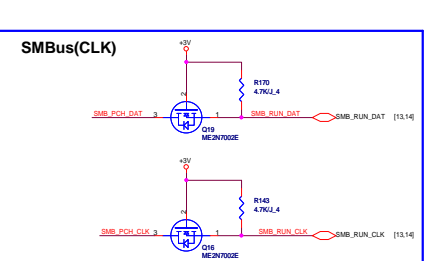 SMBus(CLK)
+3V
2
R170
4.7K/J_4
SMB_PCH_DAT 3 1 SMB_RUN_DAT SMB_RUN_DAT [13,14]
Q19
ME2N7002E
+3V
2
R143
4.7K/J_4
SMB_PCH_CLK 3 1 SMB_RUN_CLK SMB_RUN_CLK [13,14]
Q16
ME2N7002E